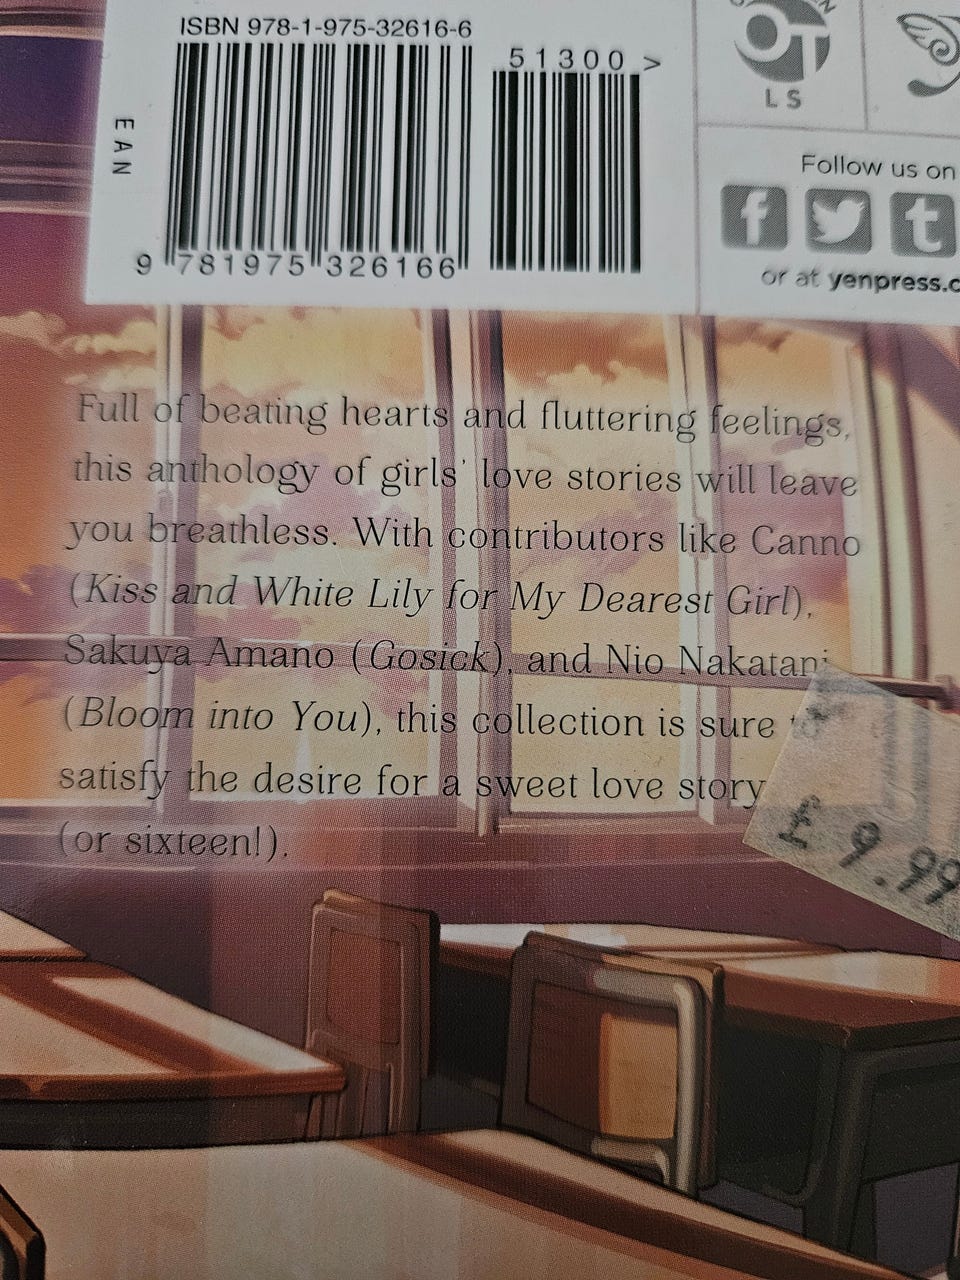 ISBN 978-1-975-32616-6
51300 >
EAN
9 781975 326166
OT
LS
Follow us on
f t
or at yenpress.c
Full of beating hearts and fluttering feelings,
this anthology of girls' love stories will leave
you breathless. With contributors like Canno
(Kiss and White Lily for My Dearest Girl),
Sakuya Amano (Gosick), and Nio Nakatani
(Bloom into You), this collection is sure to
satisfy the desire for a sweet love story
(or sixteen!).
£9.99